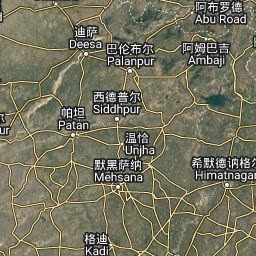 阿布罗德
Abu Road
迪萨
Deesa
巴伦布尔
Palanpur
阿姆巴吉
Ambaji
西德普尔
Siddhpur
帕坦
Patan
温恰
Unjha
默黑萨纳
Mehsana
希默德讷格尔
Himatnagar
格迪
Kadi